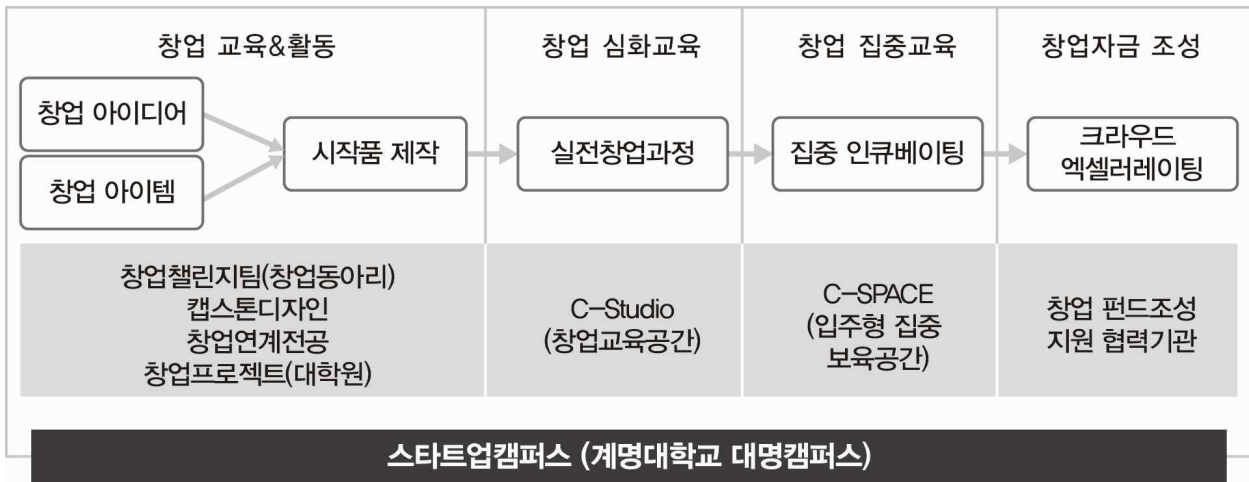 창업 교육&활동
창업 심화교육
창업 집중교육
창업자금 조성
창업 아이디어
창업 아이템
시작품 제작
실전창업과정
집중 인큐베이팅
크라우드
엑셀러레이팅
창업챌린지팀(창업동아리)
캡스톤디자인
창업연계전공
창업프로젝트(대학원)
C-Studio
(창업교육공간)
C-SPACE
(입주형 집중
보육공간)
창업 펀드조성
지원 협력기관
스타트업캠퍼스 (계명대학교 대명캠퍼스)